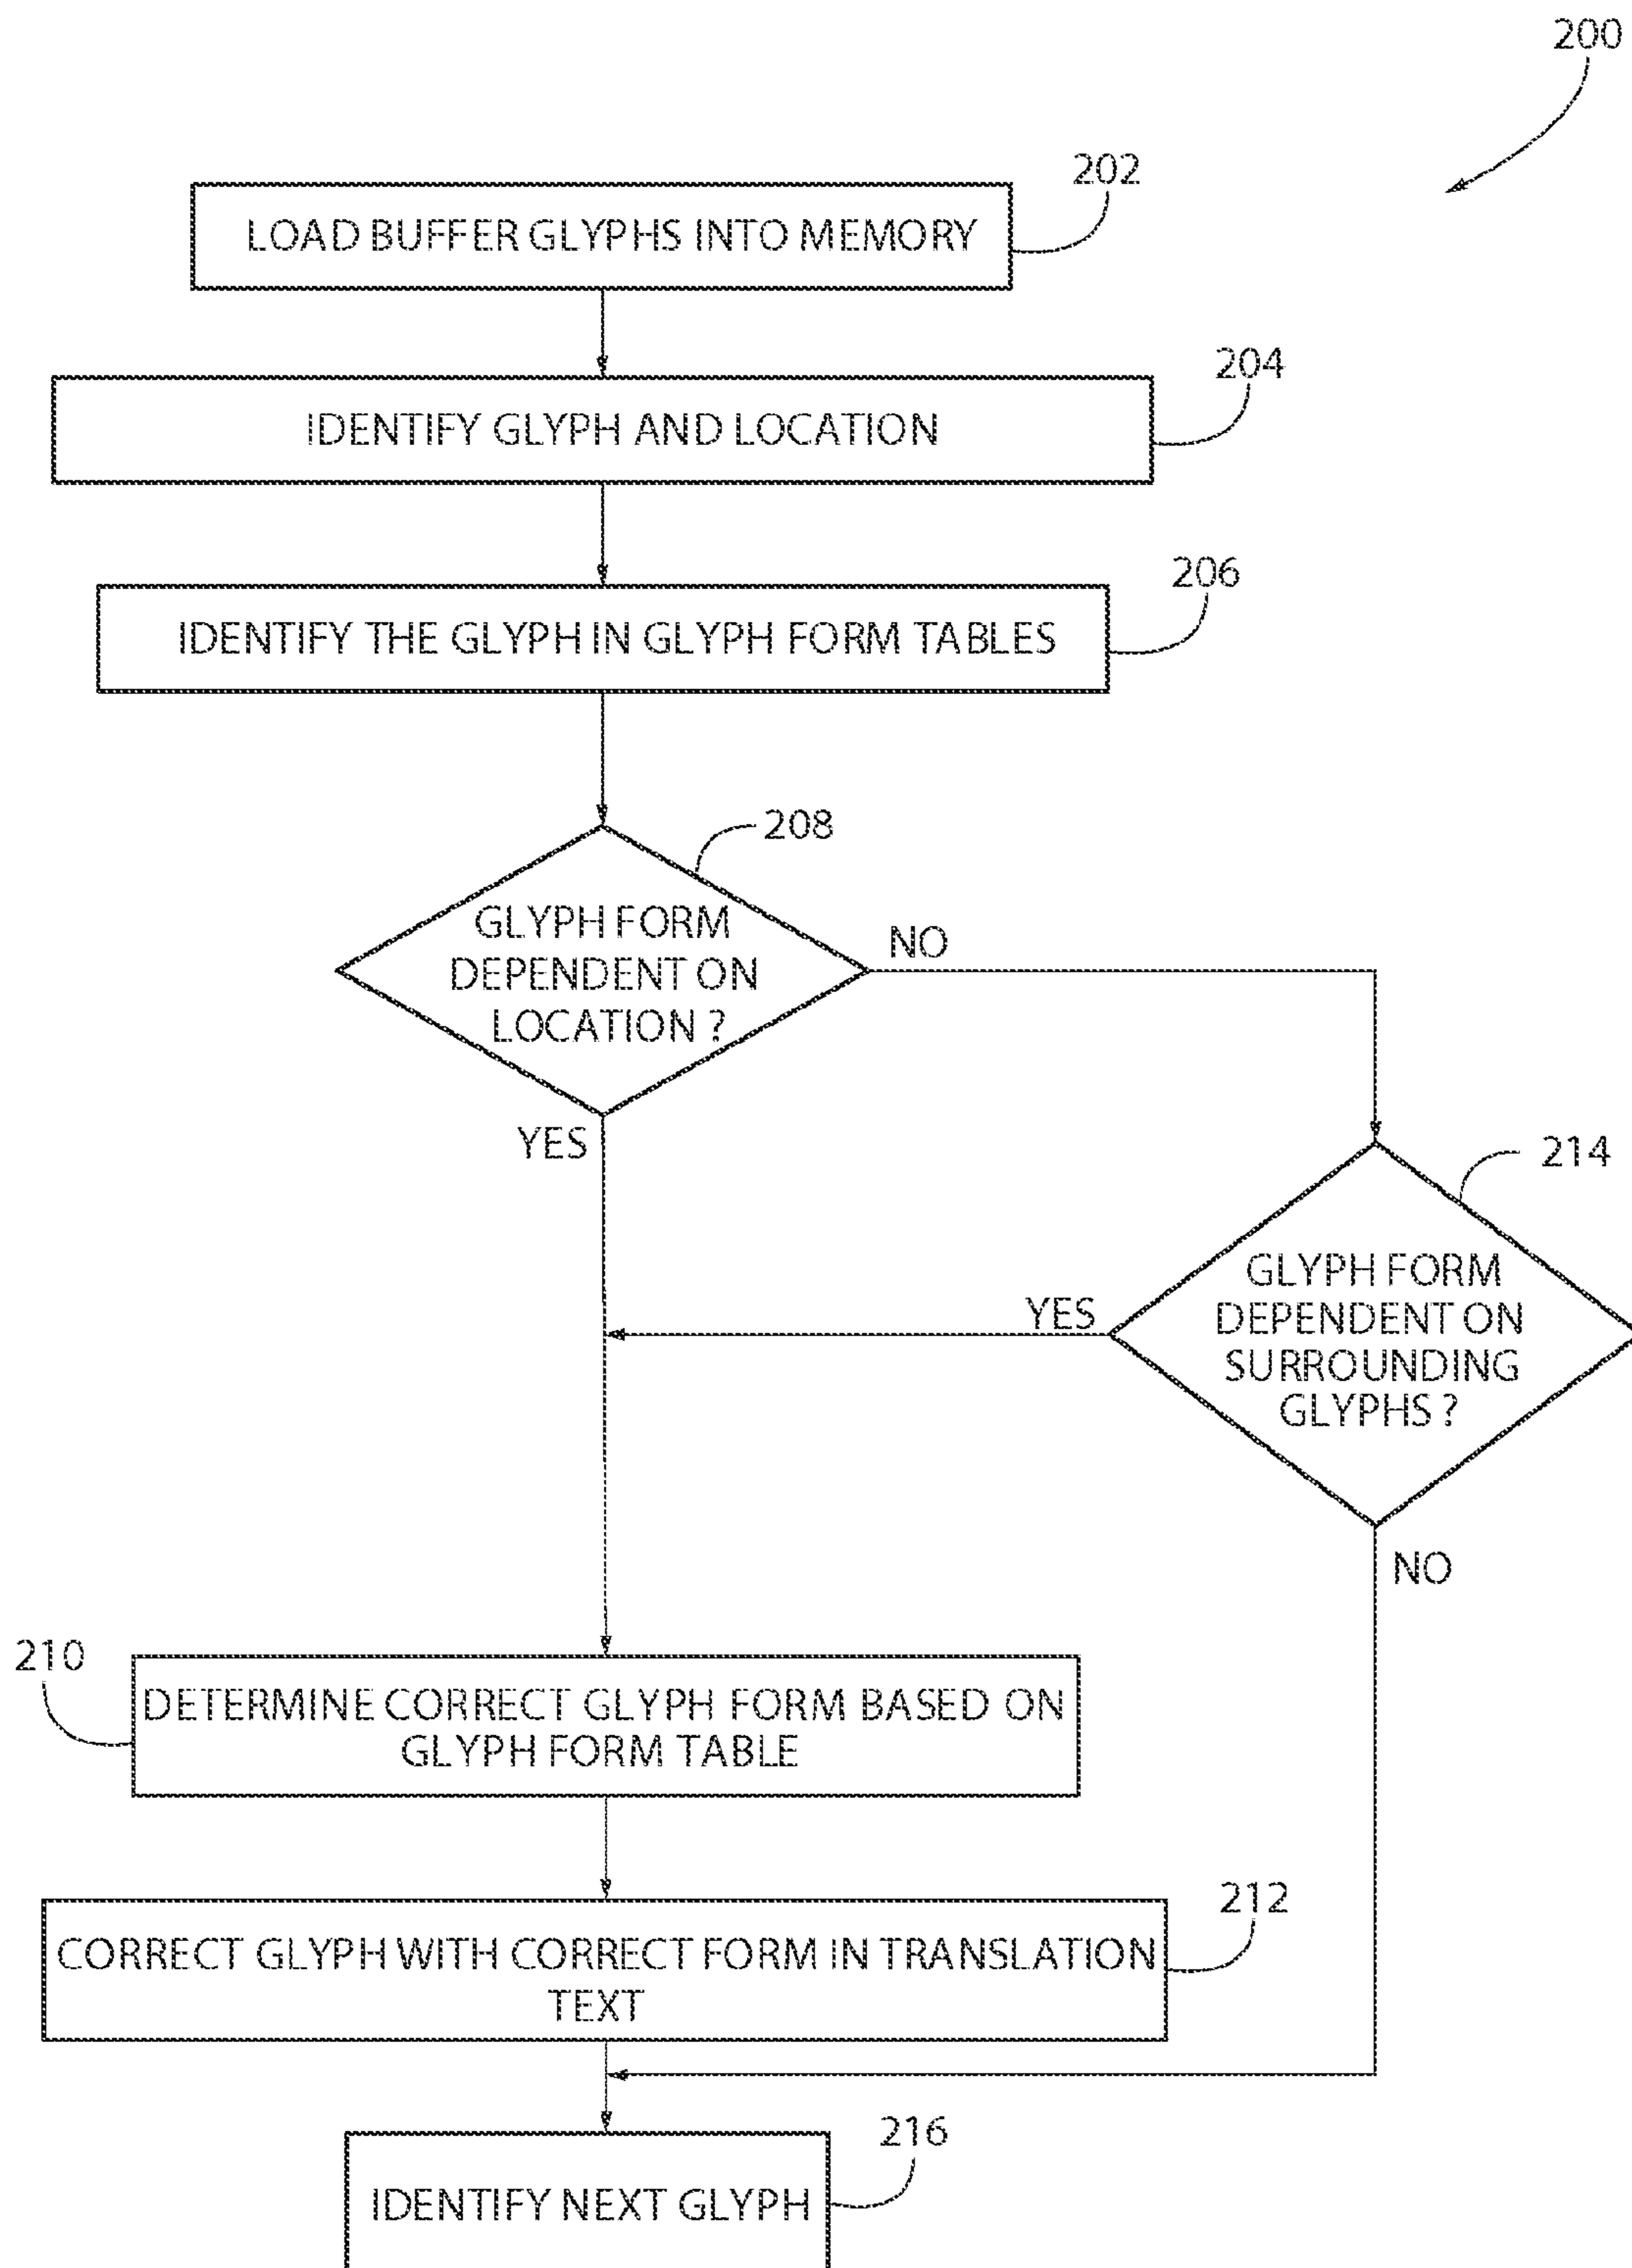 200
202
LOAD BUFFER GLYPHS INTO MEMORY
204
IDENTIFY GLYPH AND LOCATION
206
IDENTIFY THE GLYPH IN GLYPH FORM TABLES
208
GLYPH FORM
DEPENDENT ON
LOCATION ?
NO
YES
214
GLYPH FORM
DEPENDENT ON
SURROUNDING
GLYPHS ?
YES
NO
210
DETERMINE CORRECT GLYPH FORM BASED ON
GLYPH FORM TABLE
212
CORRECT GLYPH WITH CORRECT FORM IN TRANSLATION
TEXT
216
IDENTIFY NEXT GLYPH